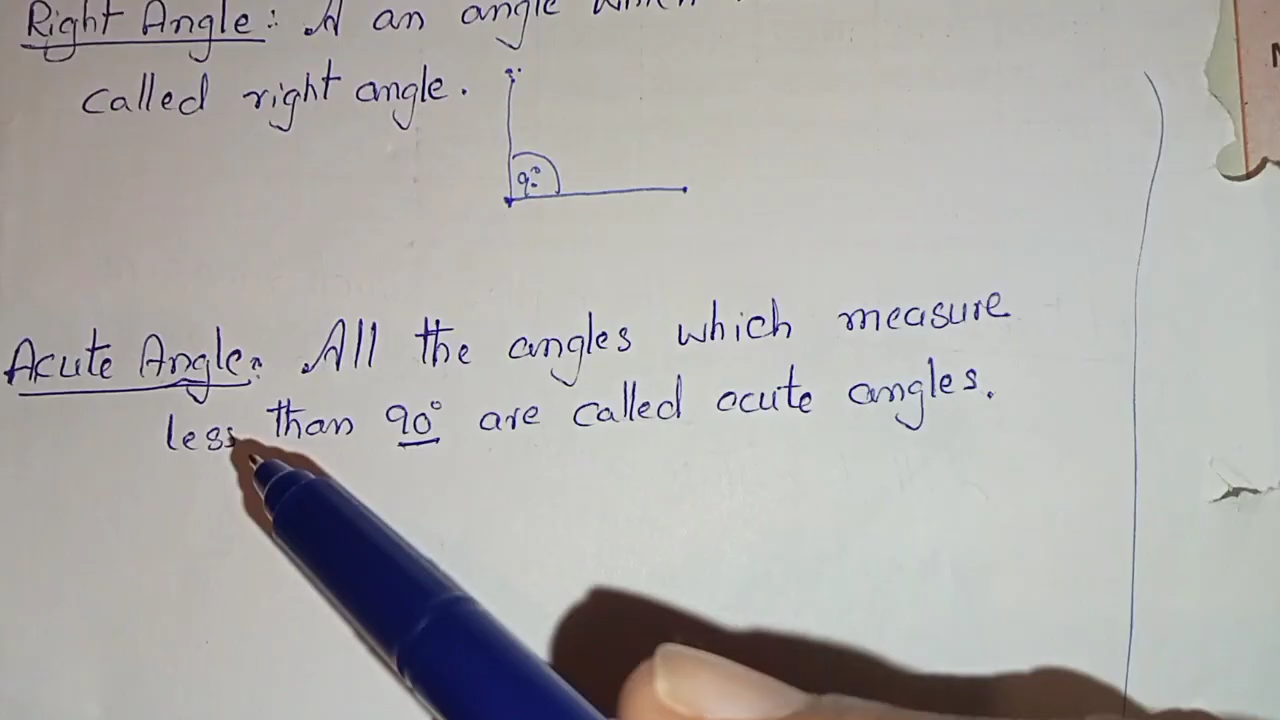 Right Angle: A an angle which
called right angle.
90°
Acute Angle: All the angles which measure
less than 90° are called acute angles.